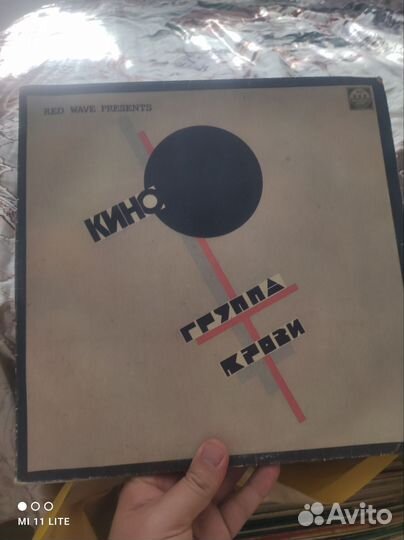 RED WAVE PRESENTS
КИНО
ГРУППА
КРОВИ
MI 11 LITE
Avito